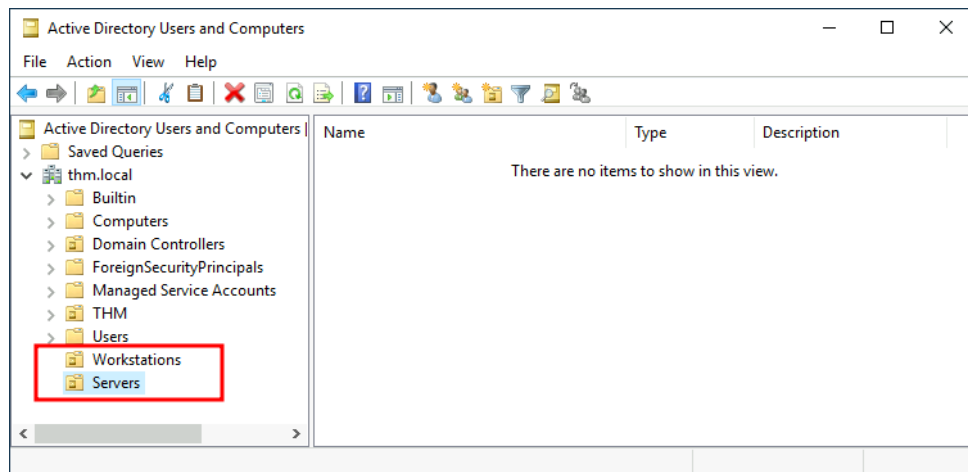 Active Directory Users and Computers
File Action View Help
Active Directory Users and Computers [
Name Type Description
Saved Queries
There are no items to show in this view.
thm.local
Builtin
Computers
Domain Controllers
ForeignSecurityPrincipals
Managed Service Accounts
THM
Users
Workstations
Servers